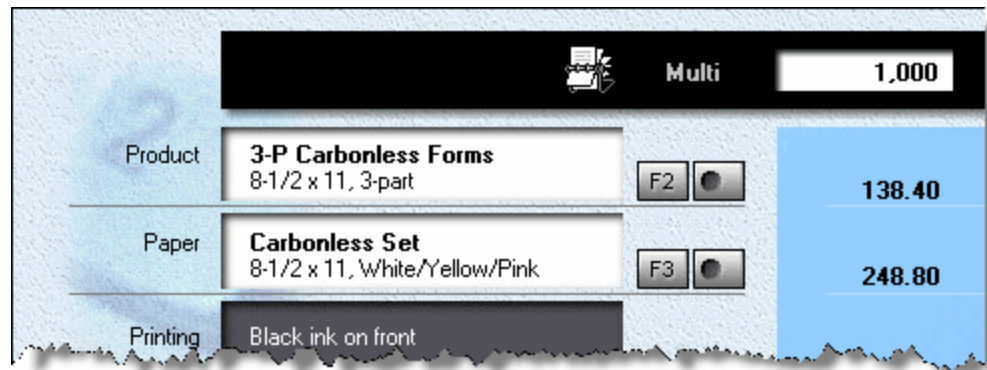 Multi 1,000
Product 3-P Carbonless Forms
8-1/2 x 11, 3-part
F2 138.40
Paper Carbonless Set
8-1/2 x 11, White/Yellow/Pink
F3 248.80
Printing Black ink on front